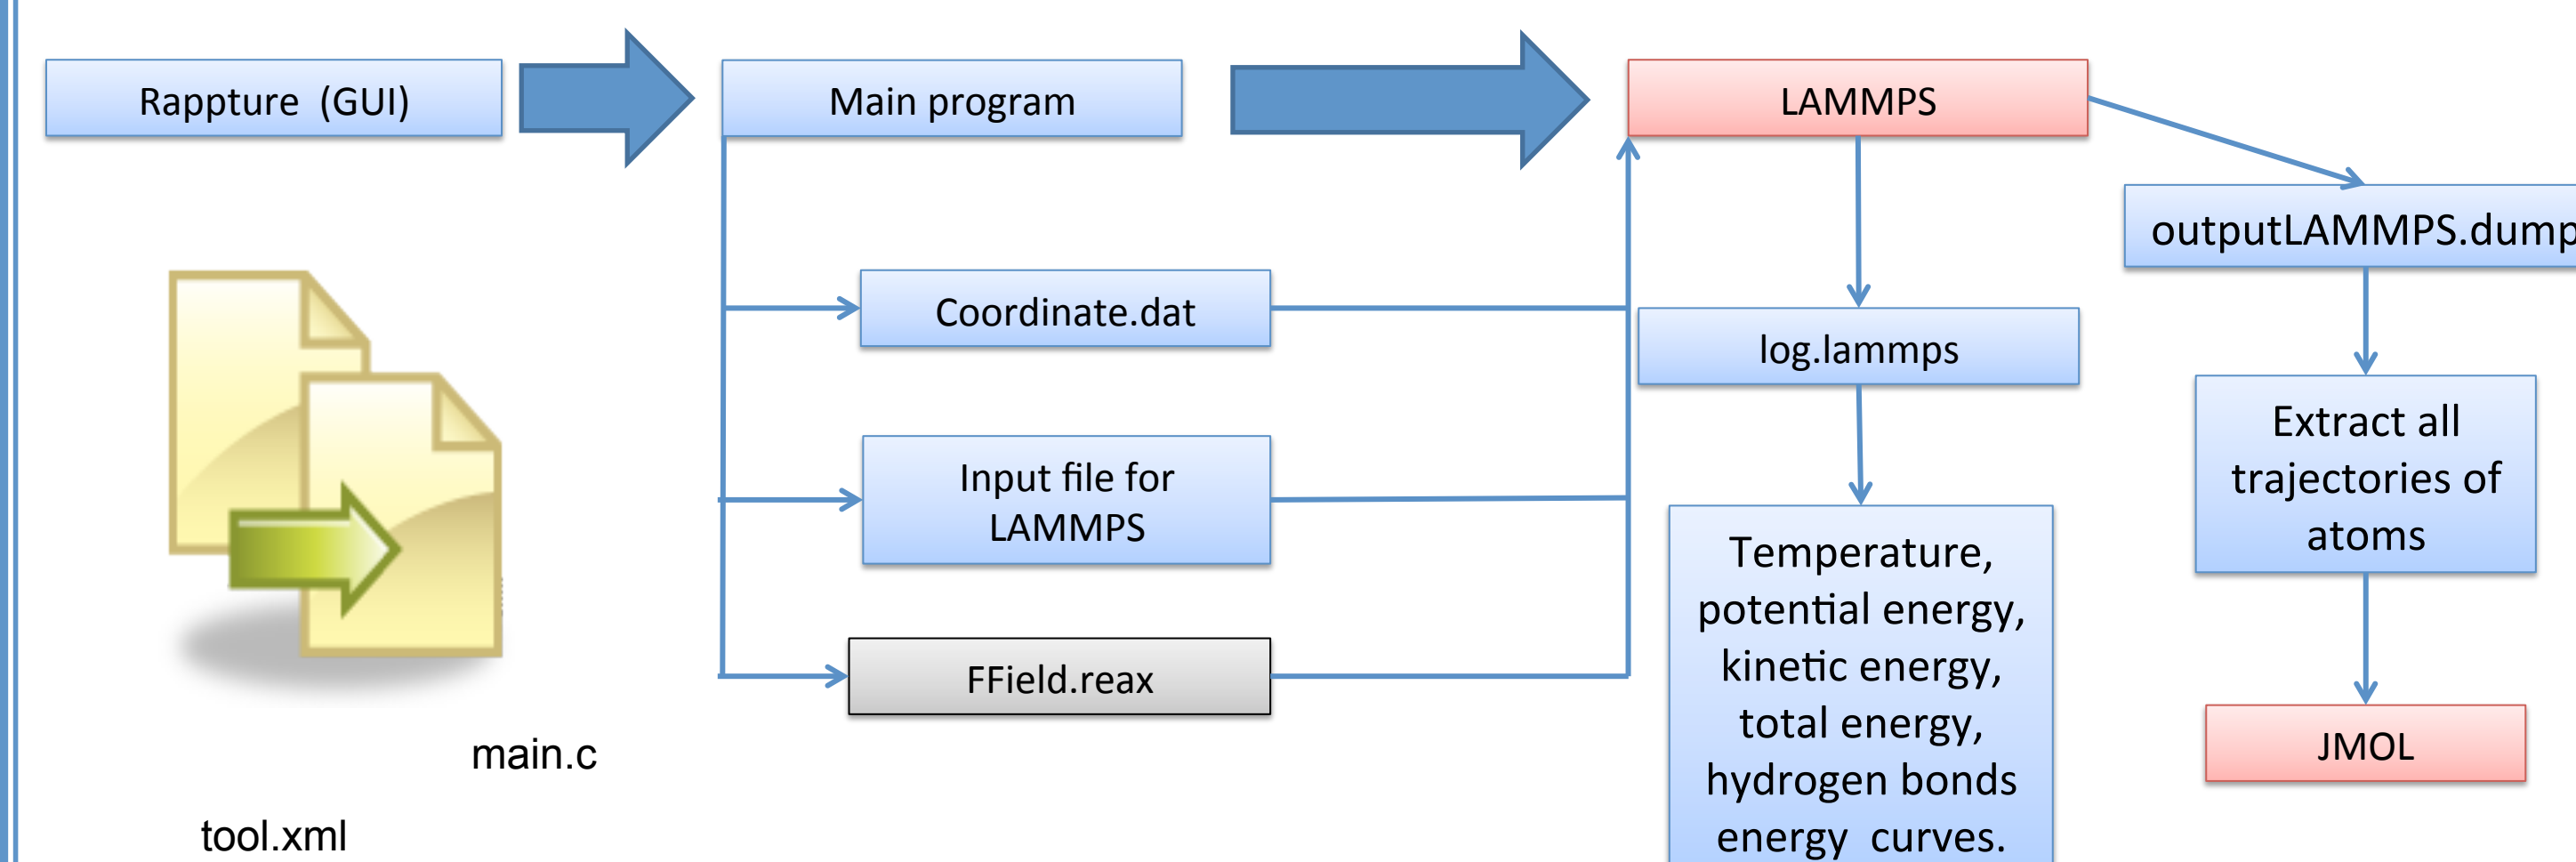 Rappture (GUI)
Main program
LAMMPS
outputLAMMPS.dump
Coordinate.dat
log.lammps
Input file for
LAMMPS
Extract all
trajectories of
atoms
FField.reax
Temperature,
potential energy,
kinetic energy,
total energy,
hydrogen bonds
energy curves.
JMOL
main.c
tool.xml